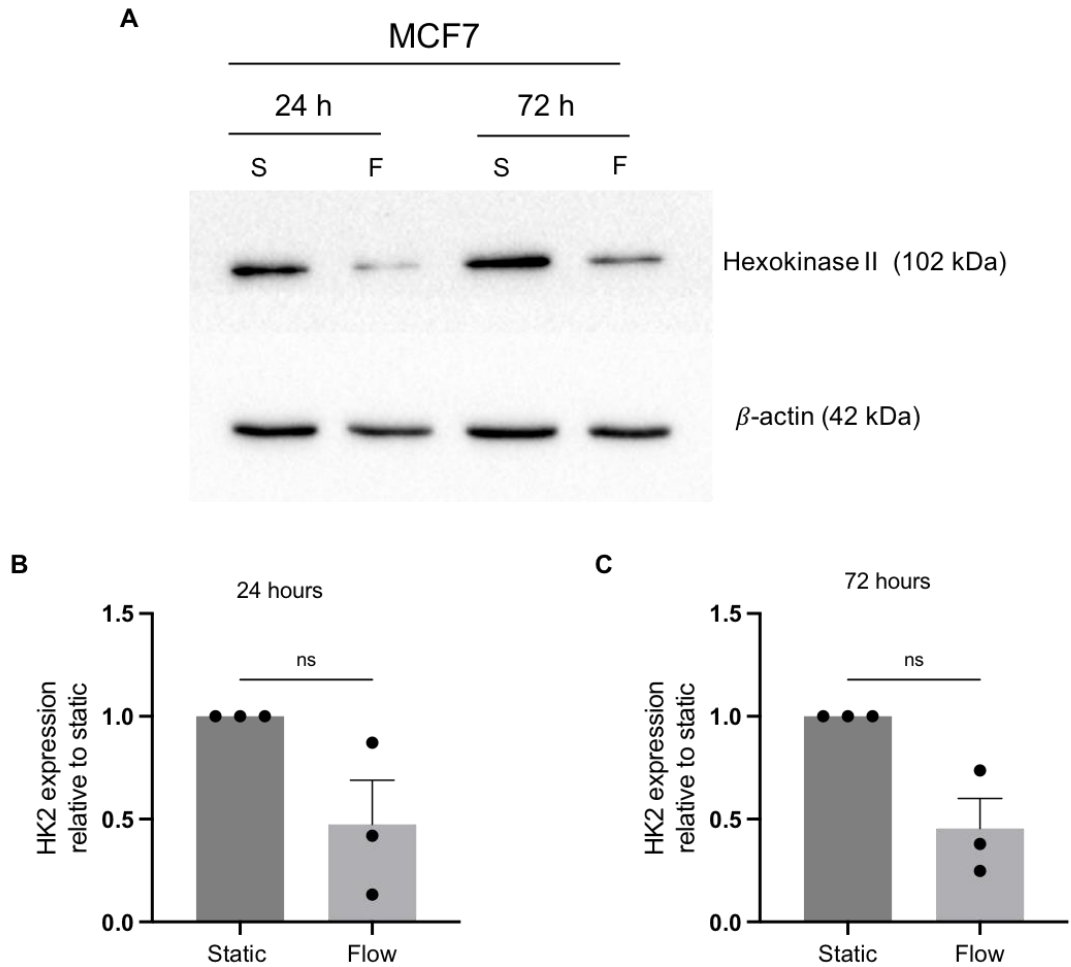 A
MCF7
24 h
72 h
S
F
S
F
Hexokinase II (102 kDa)
β-actin (42 kDa)
B
24 hours
HK2 expression
relative to static
1.5
1.0
0.5
0.0
ns
Static
Flow
C
72 hours
HK2 expression
relative to static
1.5
1.0
0.5
0.0
ns
Static
Flow